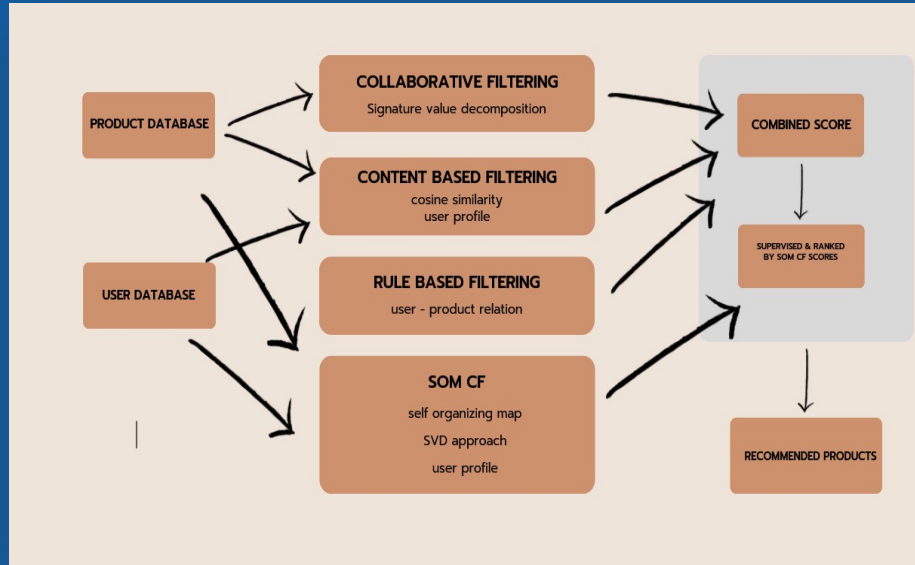 PRODUCT DATABASE
USER DATABASE
COLLABORATIVE FILTERING
Signature value decomposition
CONTENT BASED FILTERING
cosine similarity
user profile
RULE BASED FILTERING
user - product relation
SOM CF
self organizing map
SVD approach
user profile
COMBINED SCORE
SUPERVISED & RANKED
BY SOM CF SCORES
RECOMMENDED PRODUCTS